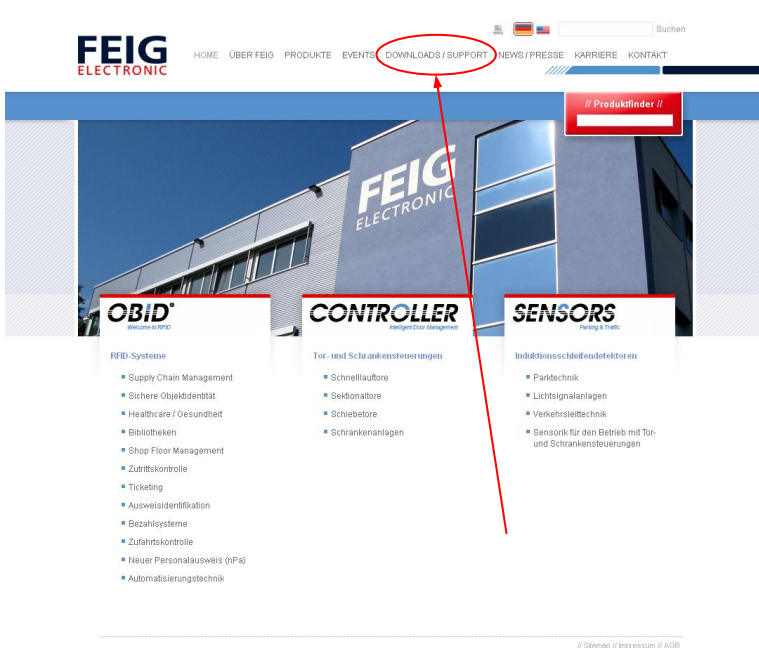 Suchen
FEIG
ELECTRONIC
HOME ÜBER FEIG PRODUKTE EVENTS DOWNLOADS / SUPPORT NEWS / PRESSE KARRIERE KONTAKT
// Produktfinder //
FEIG
ELECTRONIC
OBID®
Welcome to RFID
RFID-Systeme
Supply Chain Management
Sichere Objektidentität
Healthcare / Gesundheit
Bibliotheken
Shop Floor Management
Zutrittskontrolle
Ticketing
Ausweisidentifikation
Bezahlsysteme
Zufahrtskontrolle
Neuer Personalausweis (nPa)
Automatisierungstechnik
CONTROLLER
Intelligent Door Management
Tor- und Schrankensteuerungen
Schnelllauftore
Sektionaltore
Schiebetore
Schrankenanlagen
SENSORS
Parking & Traffic
Induktionsschleifendetektoren
Parktechnik
Lichtsignalanlagen
Verkehrsleittechnik
Sensorik für den Betrieb mit Tor-
und Schrankensteuerungen
// Sitemap // Impressum // AGB